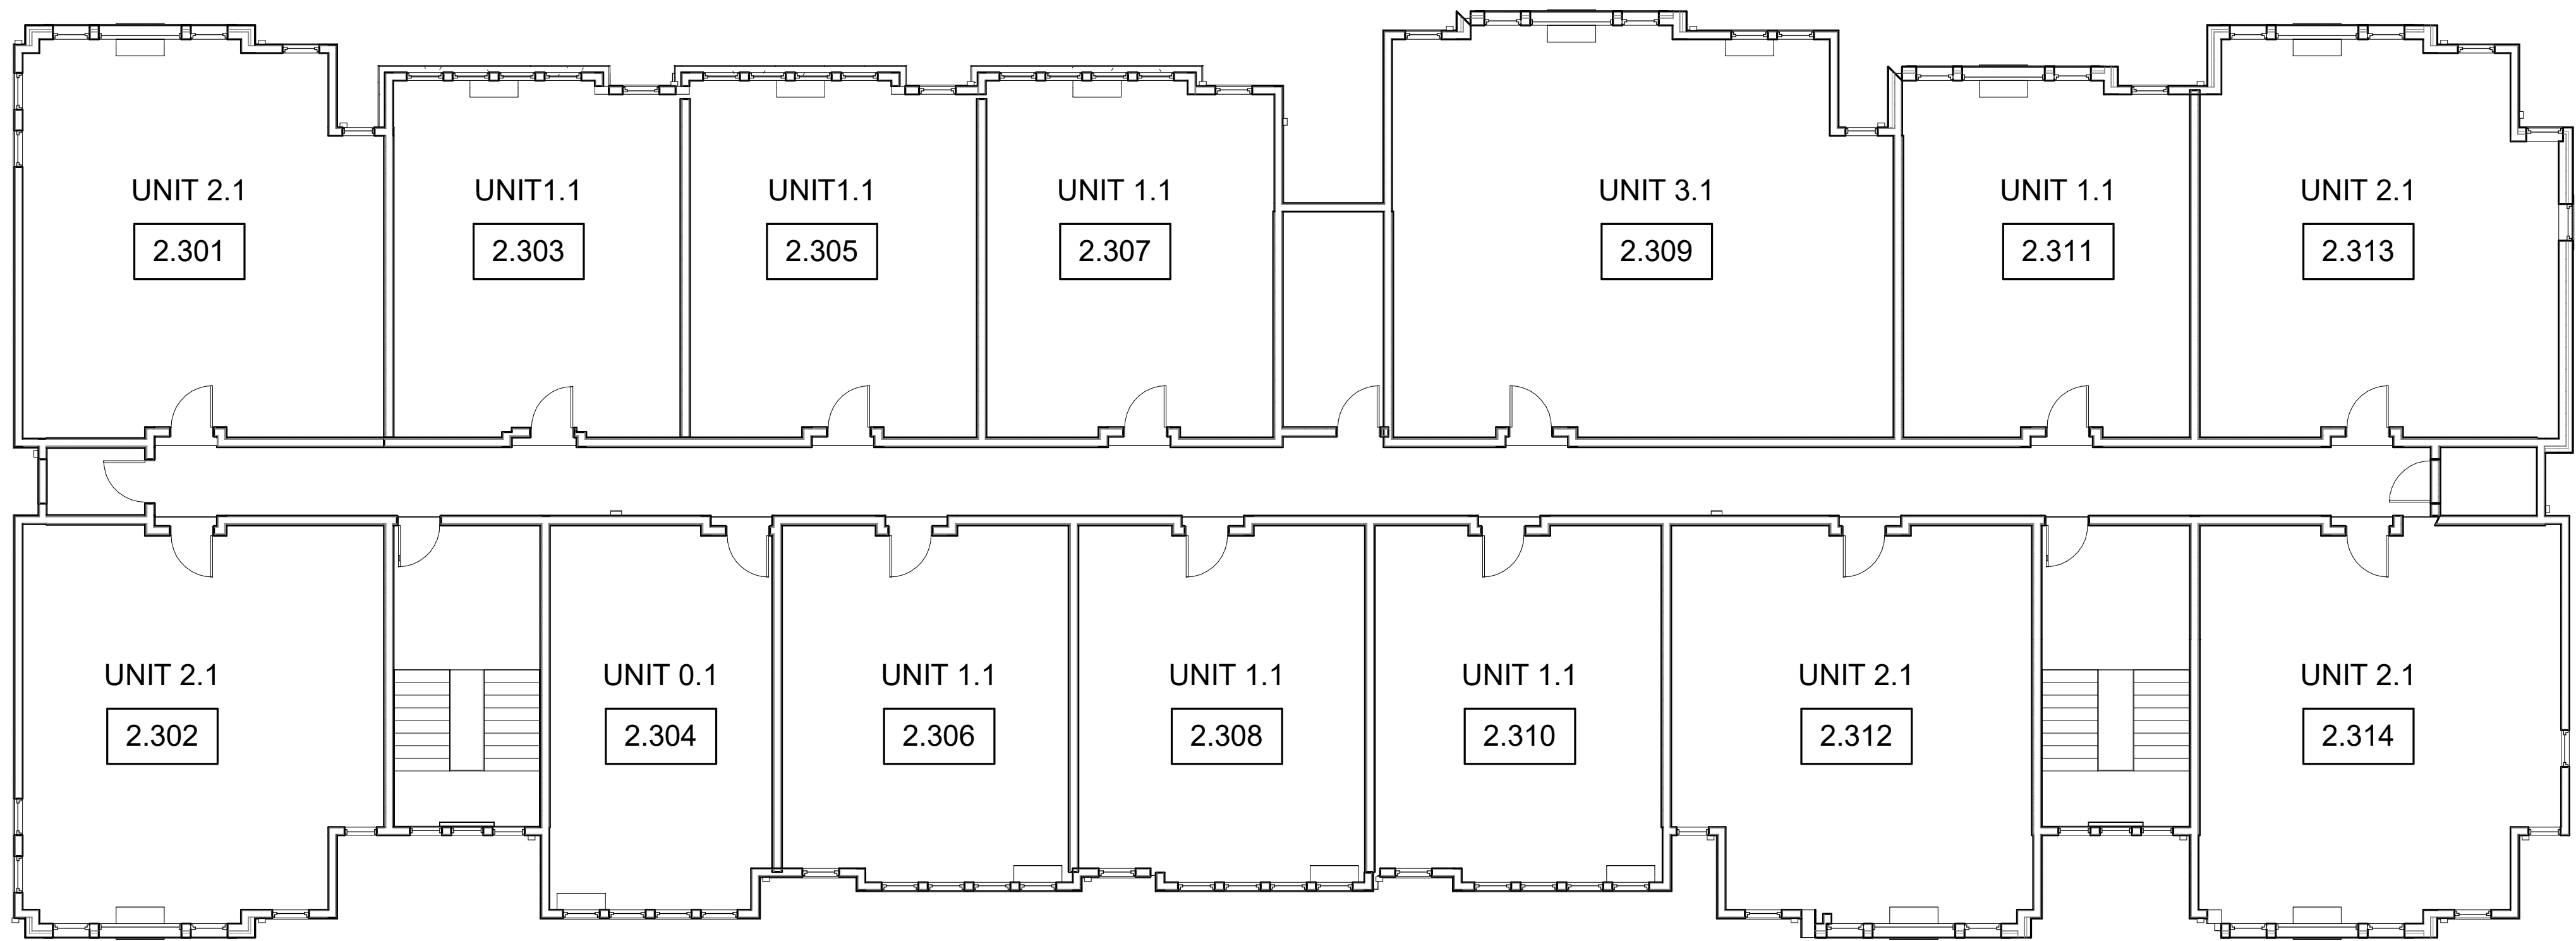 UNIT 2.1
2.301
UNIT1.1
2.303
UNIT1.1
2.305
UNIT 1.1
2.307
UNIT 3.1
2.309
UNIT 1.1
2.311
UNIT 2.1
2.313
UNIT 2.1
2.302
UNIT 0.1
2.304
UNIT 1.1
2.306
UNIT 1.1
2.308
UNIT 1.1
2.310
UNIT 2.1
2.312
UNIT 2.1
2.314